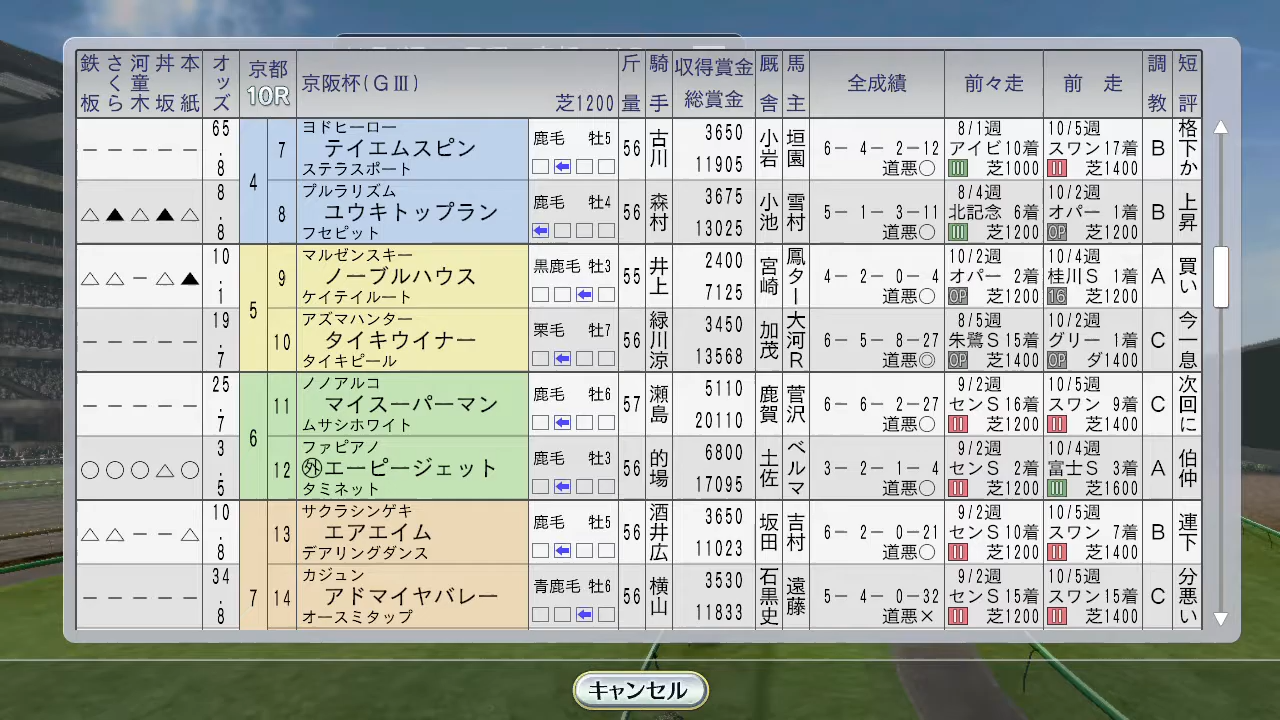 鉄板 さくら 河童木 丼坂 本紙 オッズ 京都10R 京阪杯(GⅢ) 芝1200 斤量 騎手 収得賞金 総賞金 厩舎 馬主 全成績 前々走 前 走 調教 短評
－ － － － － 65.8 4 7 ヨドヒーロー 鹿毛 牡5 56 古川 3650 小岩 垣園 6－ 4－ 2－12 8/1週 10/5週 B 格下か
テイエムスピン アイビ10着 スワン17着
ステラスポート 11905 道悪○ Ⅲ 芝1000 Ⅱ 芝1400
△ ▲ △ ▲ △ 8.8 8 プルラリズム 鹿毛 牡4 56 森村 3675 小池 雪村 5－ 1－ 3－11 8/4週 10/2週 B 上昇
ユウキトップラン 北記念 6着 オパー 1着
フセピット 13025 道悪○ Ⅲ 芝1200 OP 芝1200
△ △ － △ ▲ 10.1 5 9 マルゼンスキー 黒鹿毛 牡3 55 井上 2400 宮崎 鳳ター 4－ 2－ 0－ 4 10/2週 10/4週 A 買い
ノーブルハウス オパー 2着 桂川S 1着
ケイテイルート 7125 道悪○ OP 芝1200 16 芝1200
－ － － － － 19.7 10 アズマハンター 栗毛 牡7 56 緑川涼 3450 加茂 大河R 6－ 5－ 8－27 8/5週 10/2週 C 今一息
タイキウイナー 朱鷺S15着 グリー 1着
タイキピール 13568 道悪◎ OP 芝1400 OP ダ1400
－ － － － － 25.7 6 11 ノノアルコ 鹿毛 牡6 57 瀬島 5110 鹿賀 菅沢 6－ 6－ 2－27 9/2週 10/5週 C 次回に
マイスーパーマン センS16着 スワン 9着
ムサシホワイト 20110 道悪○ Ⅱ 芝1200 Ⅱ 芝1400
○ ○ ○ △ ○ 3.5 12 ファピアノ 鹿毛 牡3 56 的場 6800 土佐 ベルマ 3－ 2－ 1－ 4 9/2週 10/4週 A 伯仲
㋕エーピージェット センS 2着 富士S 3着
タミネット 17095 道悪○ Ⅱ 芝1200 Ⅲ 芝1600
△ △ － － △ 10.8 7 13 サクラシンゲキ 鹿毛 牡5 56 酒井広 3650 坂田 吉村 6－ 2－ 0－21 9/2週 10/5週 B 連下
エアエイム センS10着 スワン 7着
デアリングダンス 11023 道悪○ Ⅱ 芝1200 Ⅱ 芝1400
－ － － － － 34.8 14 カジュン 青鹿毛 牡6 56 横山 3530 石黒史 遠藤 5－ 4－ 0－32 9/2週 10/5週 C 分悪い
アドマイヤバレー センS15着 スワン15着
オースミタップ 11833 道悪× Ⅱ 芝1200 Ⅱ 芝1400
キャンセル